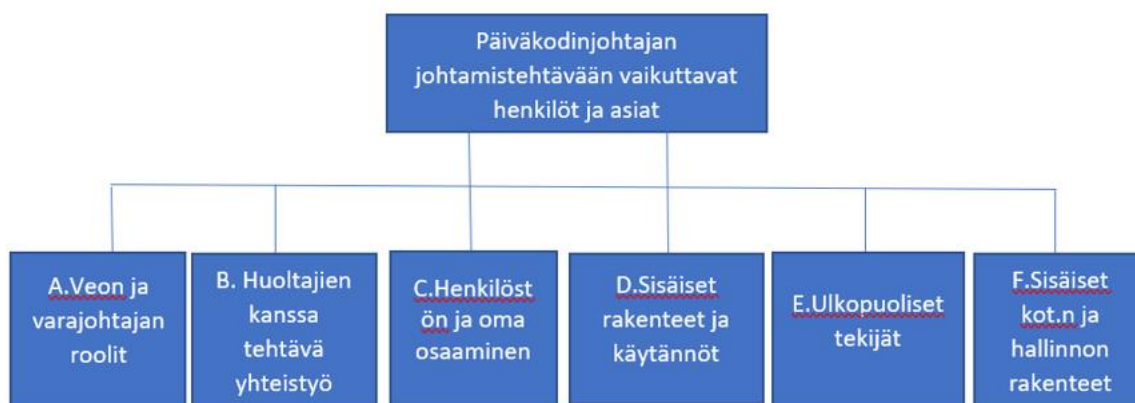 Päiväkodinjohtajan
johtamistehtävään vaikuttavat
henkilöt ja asiat
A.Veon ja
varajohtajan
roolit
B. Huoltajien
kanssa
tehtävä
yhteistyö
C.Henkilöst
ön ja oma
osaaminen
D.Sisäiset
rakenteet ja
käytännöt
E.Ulkopuoliset
tekijät
F.Sisäiset
kot.n ja
hallinnon
rakenteet